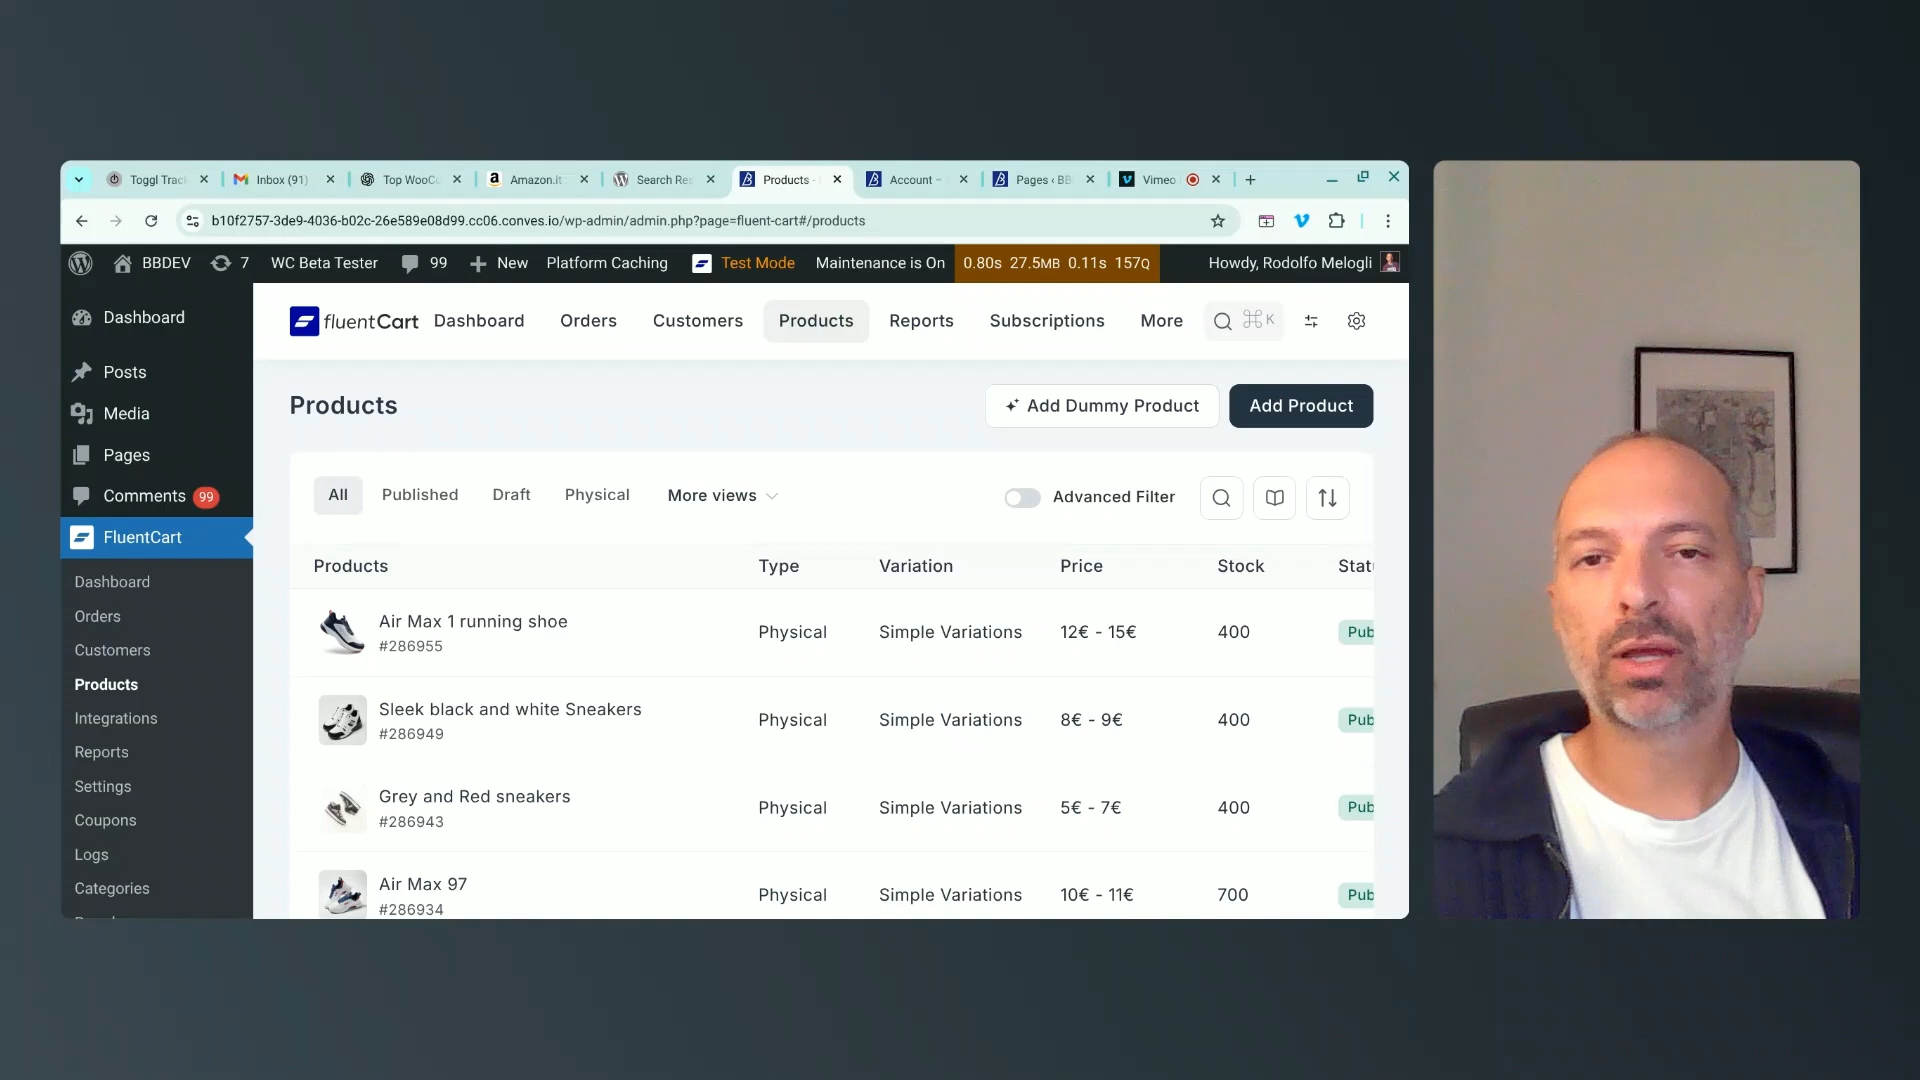 Toggl Trac
Inbox (91)
Top WooC
Amazon.it
Search Res
Products -
Account –
Pages ‹ BB
Vimeo
b10f2757-3de9-4036-b02c-26e589e08d99.cc06.conves.io/wp-admin/admin.php?page=fluent-cart#/products
BBDEV 7 WC Beta Tester 99 New Platform Caching Test Mode Maintenance is On 0.80s 27.5MB 0.11s 157Q Howdy, Rodolfo Melogli
Dashboard
Posts
Media
Pages
Comments 99
FluentCart
Dashboard
Orders
Customers
Products
Integrations
Reports
Settings
Coupons
Logs
Categories
fluentCart Dashboard Orders Customers Products Reports Subscriptions More ⌘K
Products
Add Dummy Product Add Product
All Published Draft Physical More views Advanced Filter
Products Type Variation Price Stock Stat
Air Max 1 running shoe
#286955
Physical Simple Variations 12€ - 15€ 400 Pub
Sleek black and white Sneakers
#286949
Physical Simple Variations 8€ - 9€ 400 Pub
Grey and Red sneakers
#286943
Physical Simple Variations 5€ - 7€ 400 Pub
Air Max 97
#286934
Physical Simple Variations 10€ - 11€ 700 Pub